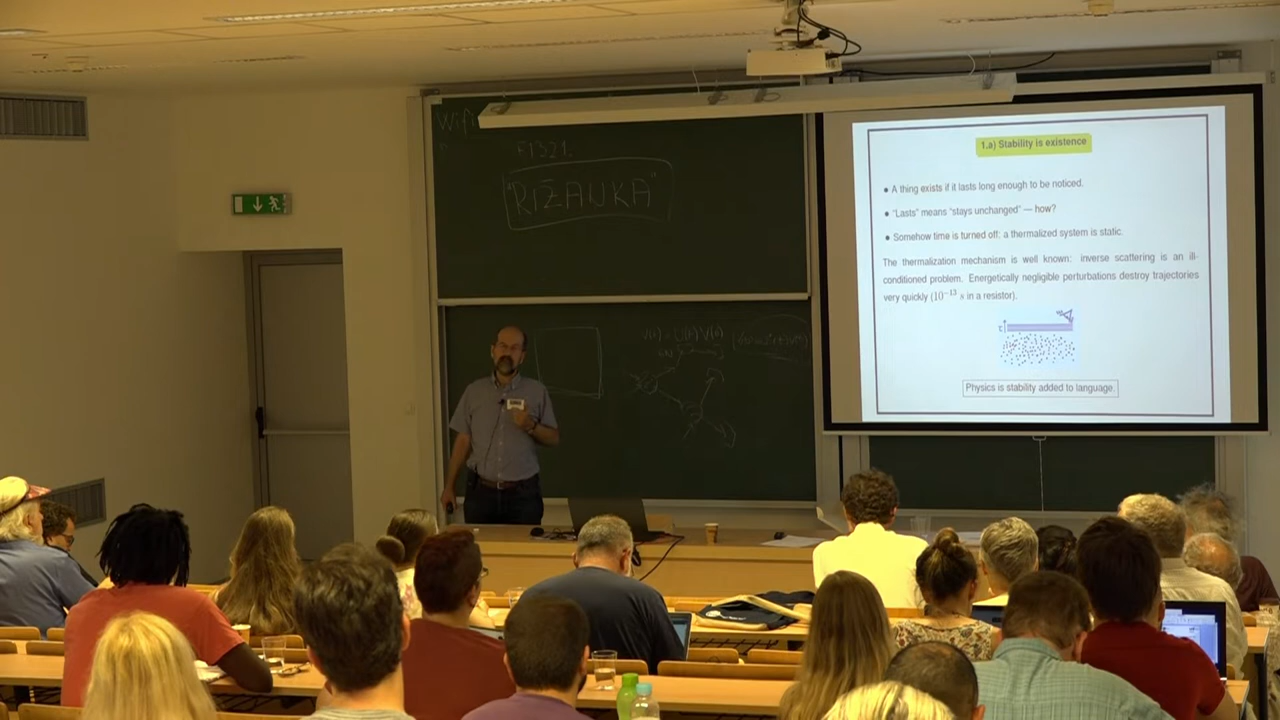 Wifi
F1321
"RIŽANKA"
1.a) Stability is existence
● A thing exists if it lasts long enough to be noticed.
● “Lasts” means “stays unchanged” — how?
● Somehow time is turned off: a thermalized system is static.
The thermalization mechanism is well known: inverse scattering is an ill-
conditioned problem. Energetically negligible perturbations destroy trajectories
very quickly (10⁻¹³ s in a resistor).
τ
Physics is stability added to language.